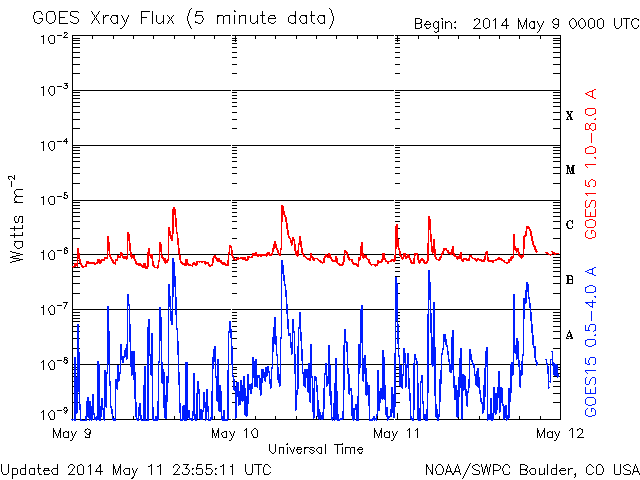 GOES Xray Flux (5 minute data)
Begin: 2014 May 9 0000 UTC
10⁻²
10⁻³
10⁻⁴
10⁻⁵
10⁻⁶
10⁻⁷
10⁻⁸
10⁻⁹
Watts m⁻²
X
M
C
B
A
GOES15 1.0-8.0 A
GOES15 0.5-4.0 A
May 9
May 10
May 11
May 12
Universal Time
Updated 2014 May 11 23:55:11 UTC
NOAA/SWPC Boulder, CO USA